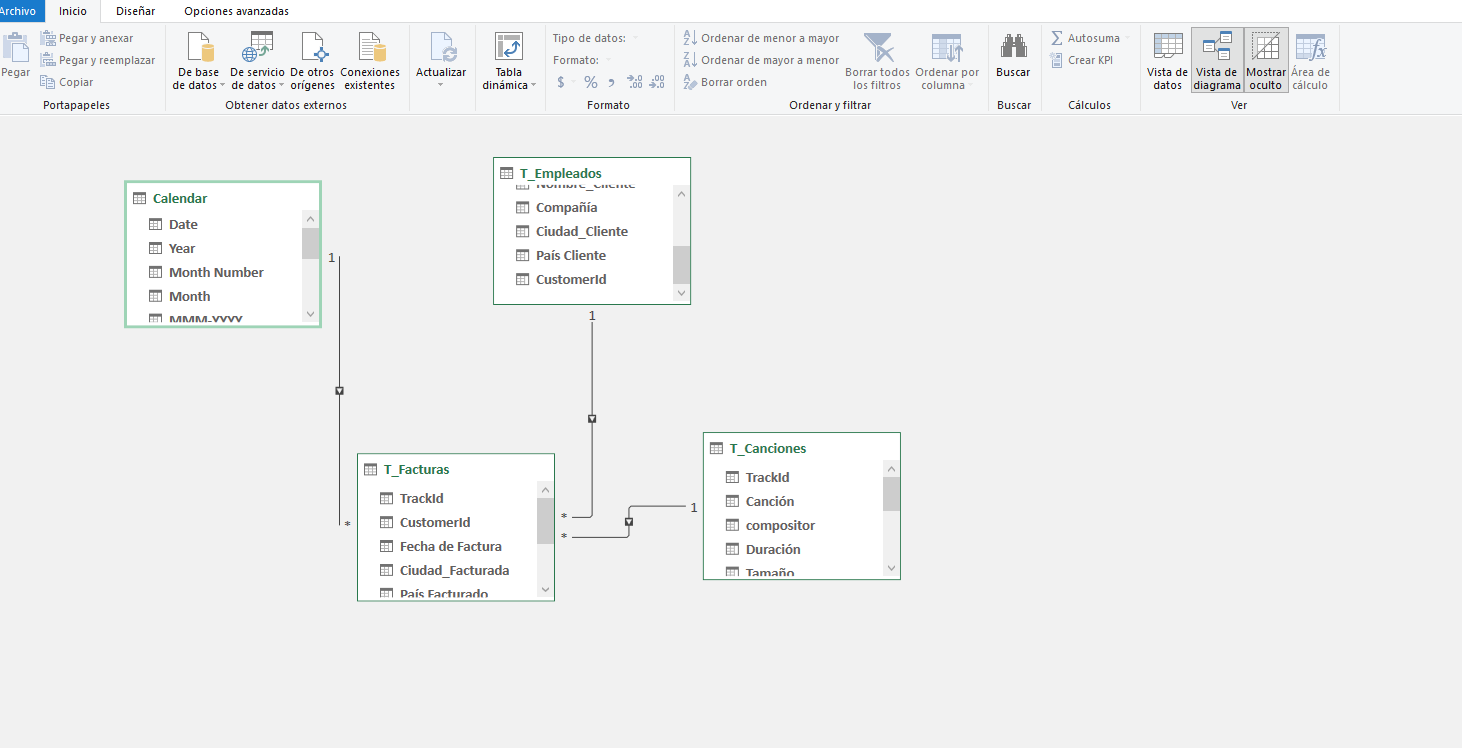 Archivo Inicio Diseñar Opciones avanzadas
Pegar
Pegar y anexar
Pegar y reemplazar
Copiar
Portapapeles
De base de datos
De servicio de datos
De otros orígenes
Conexiones existentes
Obtener datos externos
Actualizar
Tabla dinámica
Tipo de datos:
Formato:
$ % , .00 .00
Formato
Ordenar de menor a mayor
Ordenar de mayor a menor
Borrar orden
Borrar todos los filtros
Ordenar por columna
Ordenar y filtrar
Buscar
Buscar
Autosuma
Crear KPI
Cálculos
Vista de datos
Vista de diagrama
Mostrar oculto
Área de cálculo
Ver
Calendar
Date
Year
Month Number
Month
MMM-YYYY
1
*
T_Empleados
Nombre_Cliente
Compañía
Ciudad_Cliente
País Cliente
CustomerId
1
*
*
1
T_Facturas
TrackId
CustomerId
Fecha de Factura
Ciudad_Facturada
País Facturado
T_Canciones
TrackId
Canción
compositor
Duración
Tamaño